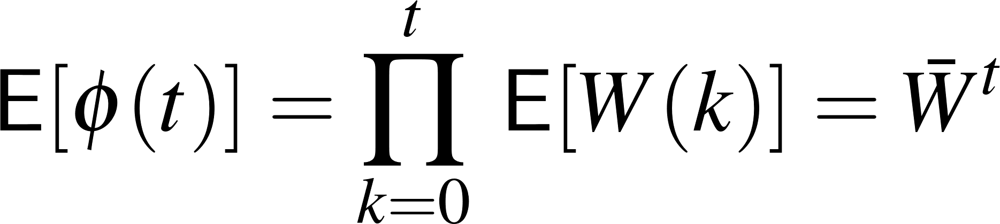 E[ϕ(t)] = ∏_{k=0}^{t} E[W(k)] = W̄^t